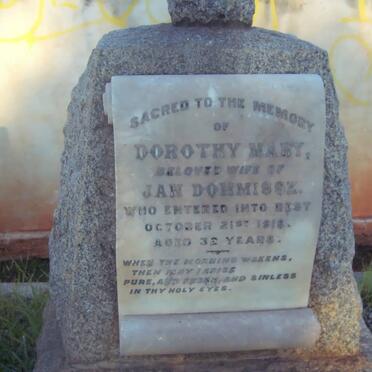 SACRED TO THE MEMORY
OF
DOROTHY MARY,
BELOVED WIFE OF
JAN DOMMISSE.
WHO ENTERED INTO REST
OCTOBER 21ST 1918.
AGED 32 YEARS.
WHEN THE MORNING WAKENS,
THEN MAY I ARISE
PURE, AND FRESH, AND SINLESS
IN THY HOLY EYES.